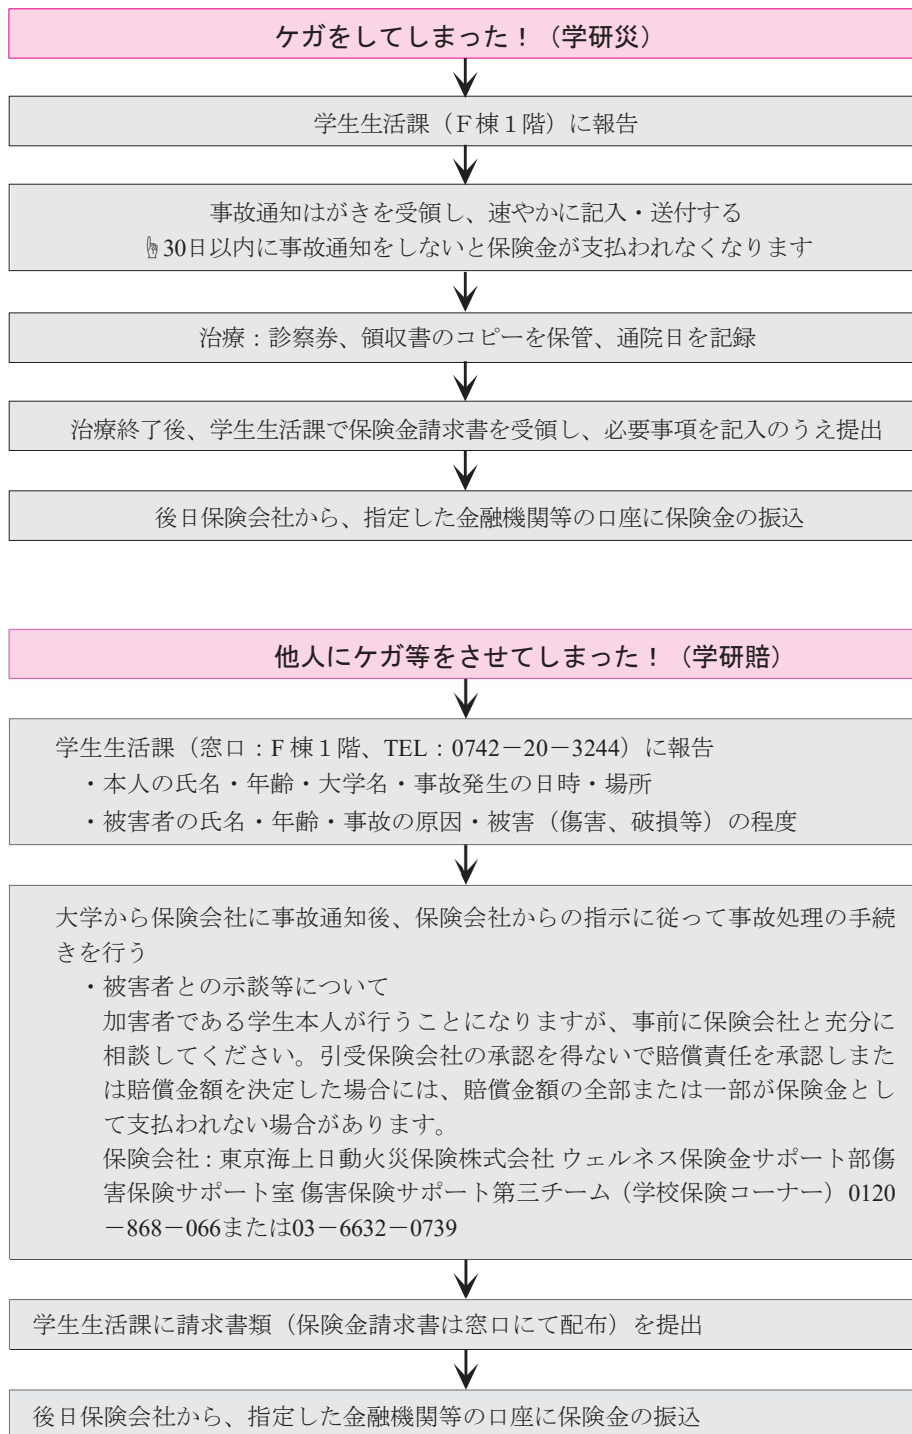 ケガをしてしまった！（学研災）
学生生活課（Ｆ棟１階）に報告
事故通知はがきを受領し、速やかに記入・送付する
☝30日以内に事故通知をしないと保険金が支払われなくなります
治療：診察券、領収書のコピーを保管、通院日を記録
治療終了後、学生生活課で保険金請求書を受領し、必要事項を記入のうえ提出
後日保険会社から、指定した金融機関等の口座に保険金の振込
他人にケガ等をさせてしまった！（学研賠）
学生生活課（窓口：F棟１階、TEL：0742－20－3244）に報告
・本人の氏名・年齢・大学名・事故発生の日時・場所
・被害者の氏名・年齢・事故の原因・被害（傷害、破損等）の程度
大学から保険会社に事故通知後、保険会社からの指示に従って事故処理の手続
きを行う
・被害者との示談等について
加害者である学生本人が行うことになりますが、事前に保険会社と充分に
相談してください。引受保険会社の承認を得ないで賠償責任を承認しまた
は賠償金額を決定した場合には、賠償金額の全部または一部が保険金とし
て支払われない場合があります。
保険会社：東京海上日動火災保険株式会社 ウェルネス保険金サポート部傷
害保険サポート室 傷害保険サポート第三チーム（学校保険コーナー）0120
－868－066または03－6632－0739
学生生活課に請求書類（保険金請求書は窓口にて配布）を提出
後日保険会社から、指定した金融機関等の口座に保険金の振込